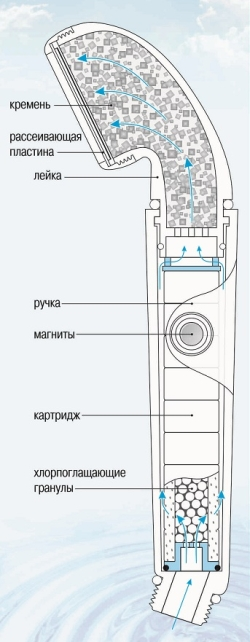 кремень
рассеивающая
пластина
лейка
ручка
магниты
картридж
хлорпоглащающие
гранулы